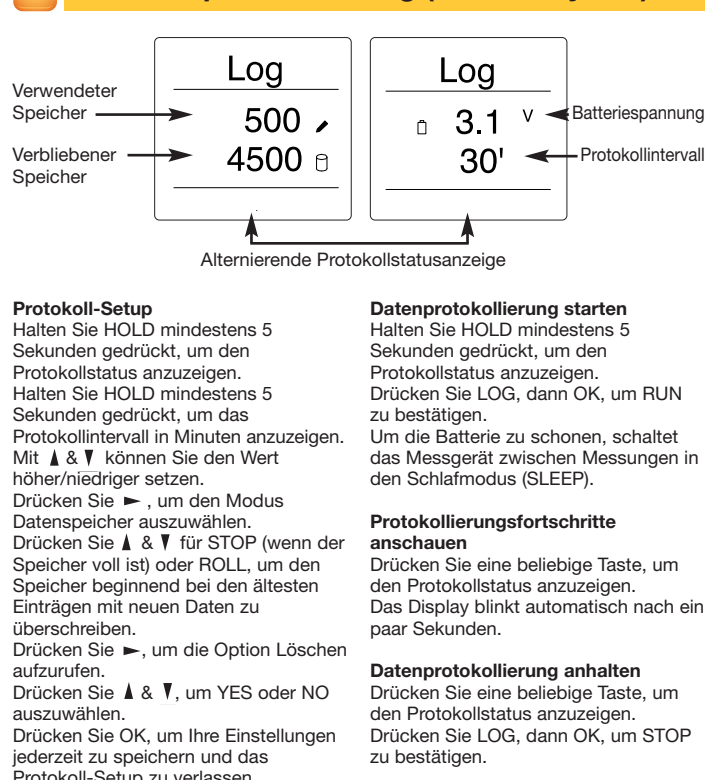 Log
Log
Verwendeter
Speicher
500
3.1 V
Batteriespannung
Verbliebener
Speicher
4500
30'
Protokollintervall
Alternierende Protokollstatusanzeige
Protokoll-Setup
Halten Sie HOLD mindestens 5
Sekunden gedrückt, um den
Protokollstatus anzuzeigen.
Halten Sie HOLD mindestens 5
Sekunden gedrückt, um das
Protokollintervall in Minuten anzuzeigen.
Mit & können Sie den Wert
höher/niedriger setzen.
Drücken Sie , um den Modus
Datenspeicher auszuwählen.
Drücken Sie & für STOP (wenn der
Speicher voll ist) oder ROLL, um den
Speicher beginnend bei den ältesten
Einträgen mit neuen Daten zu
überschreiben.
Drücken Sie , um die Option Löschen
aufzurufen.
Drücken Sie & , um YES oder NO
auszuwählen.
Drücken Sie OK, um Ihre Einstellungen
jederzeit zu speichern und das
Protokoll-Setup zu verlassen
Datenprotokollierung starten
Halten Sie HOLD mindestens 5
Sekunden gedrückt, um den
Protokollstatus anzuzeigen.
Drücken Sie LOG, dann OK, um RUN
zu bestätigen.
Um die Batterie zu schonen, schaltet
das Messgerät zwischen Messungen in
den Schlafmodus (SLEEP).
Protokollierungsfortschritte
anschauen
Drücken Sie eine beliebige Taste, um
den Protokollstatus anzuzeigen.
Das Display blinkt automatisch nach ein
paar Sekunden.
Datenprotokollierung anhalten
Drücken Sie eine beliebige Taste, um
den Protokollstatus anzuzeigen.
Drücken Sie LOG, dann OK, um STOP
zu bestätigen.